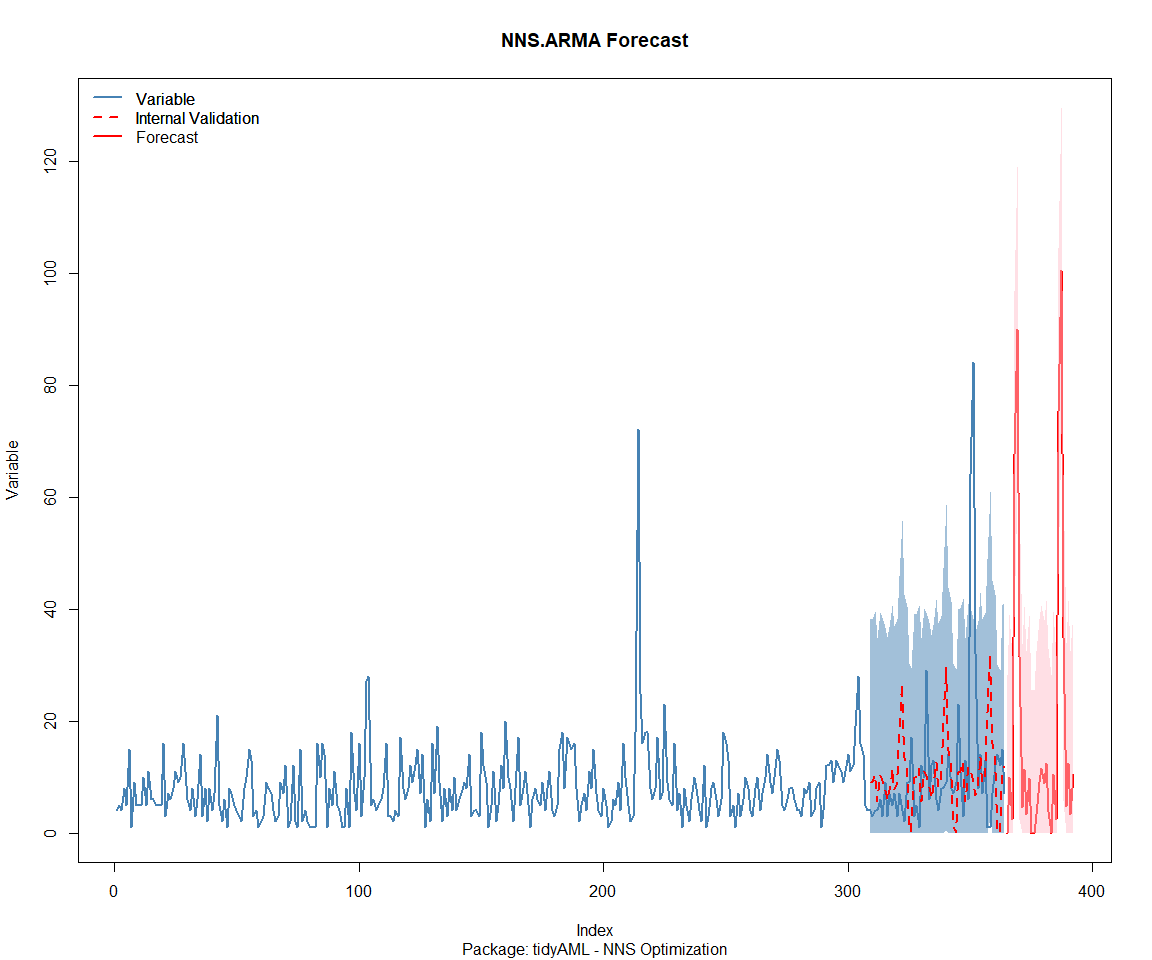 NNS.ARMA Forecast
Variable
Internal Validation
Forecast
120
100
80
60
40
20
0
Variable
0
100
200
300
400
Index
Package: tidyAML - NNS Optimization